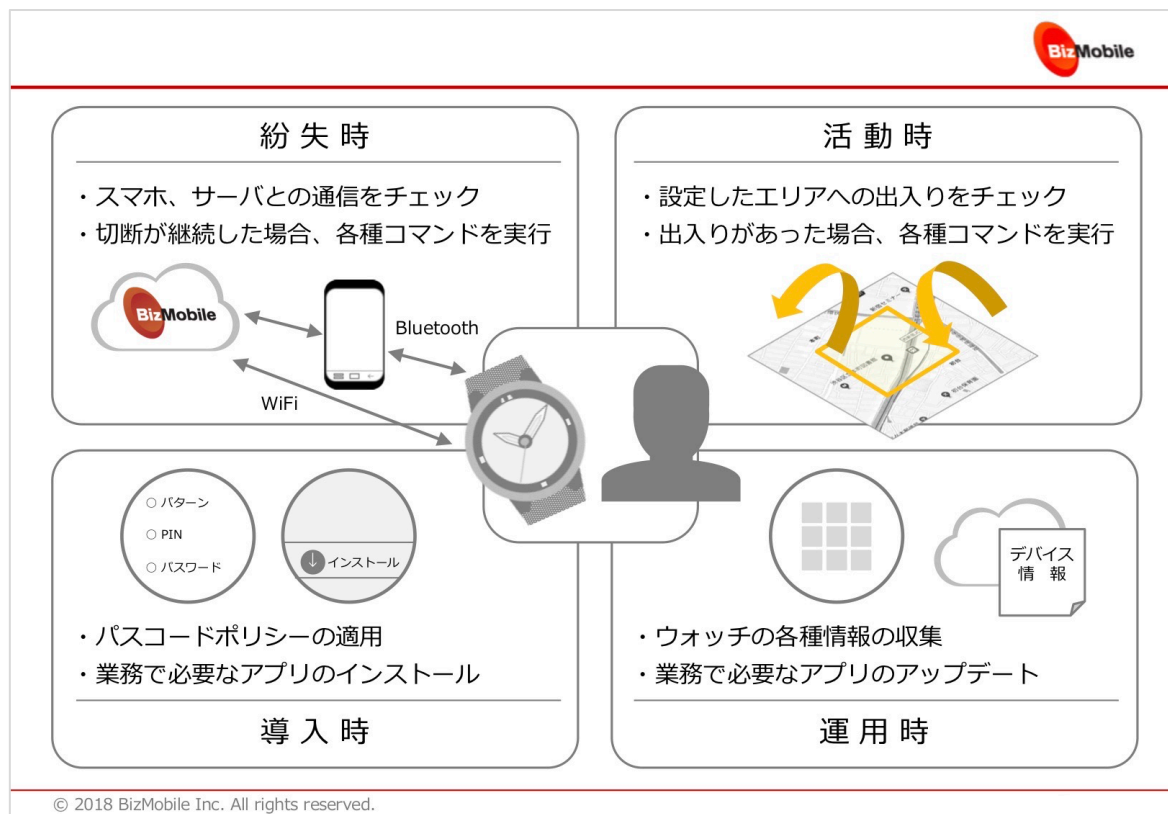 BizMobile
紛失時
・スマホ、サーバとの通信をチェック
・切断が継続した場合、各種コマンドを実行
BizMobile
Bluetooth
WiFi
活動時
・設定したエリアへの出入りをチェック
・出入りがあった場合、各種コマンドを実行
パターン
PIN
パスワード
インストール
・パスコードポリシーの適用
・業務で必要なアプリのインストール
導入時
デバイス
情 報
・ウォッチの各種情報の収集
・業務で必要なアプリのアップデート
運用時
© 2018 BizMobile Inc. All rights reserved.